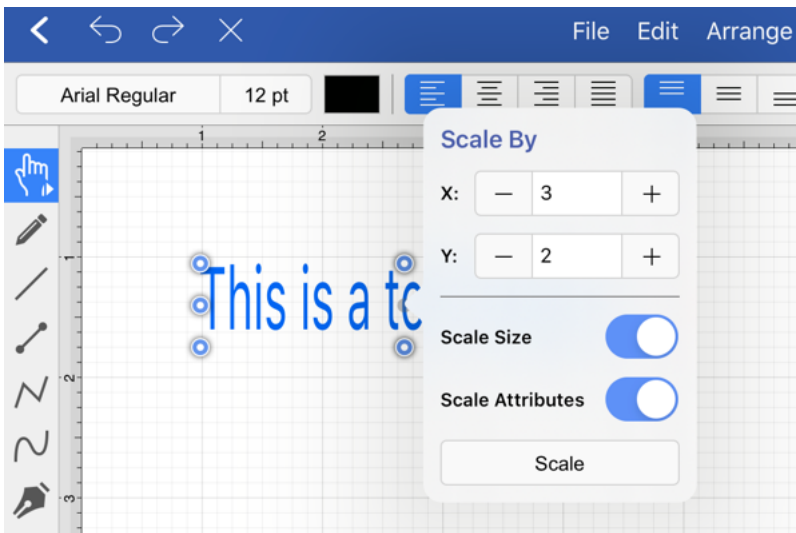 File Edit Arrange
Arial Regular 12 pt
1 2
Scale By
X: 3
Y: 2
Scale Size
Scale Attributes
Scale
1
This is a tc
2
3